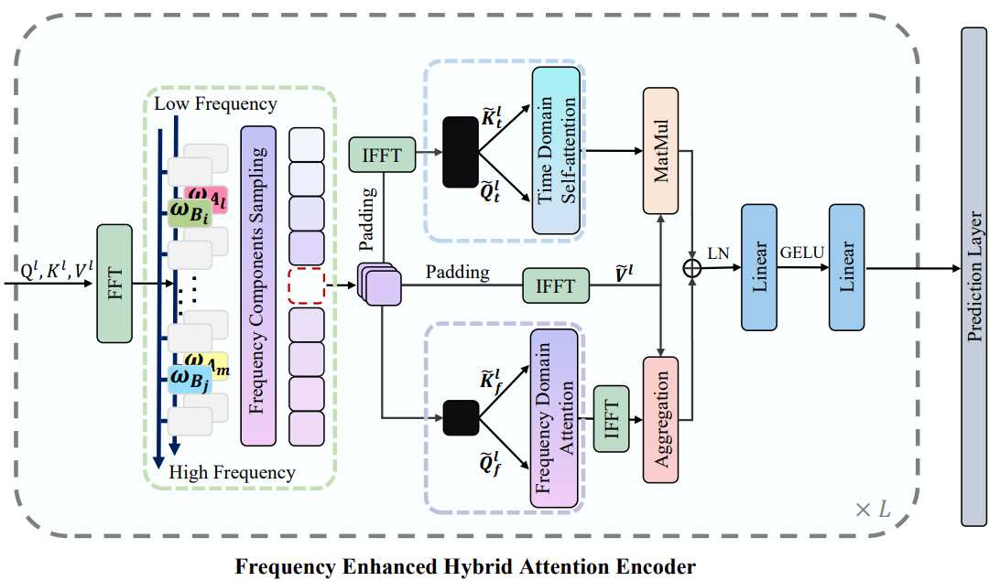 Low Frequency
ω_{A_l}
ω_{B_i}
Q^l, K^l, V^l
FFT
ω_{A_m}
ω_{B_j}
High Frequency
Frequency Components Sampling
IFFT
Padding
K̃_t^l
Q̃_t^l
Time Domain
Self-attention
MatMul
Padding
IFFT
Ṽ^l
K̃_f^l
Q̃_f^l
Frequency Domain
Attention
IFFT
Aggregation
LN
Linear
GELU
Linear
Prediction Layer
× L
Frequency Enhanced Hybrid Attention Encoder